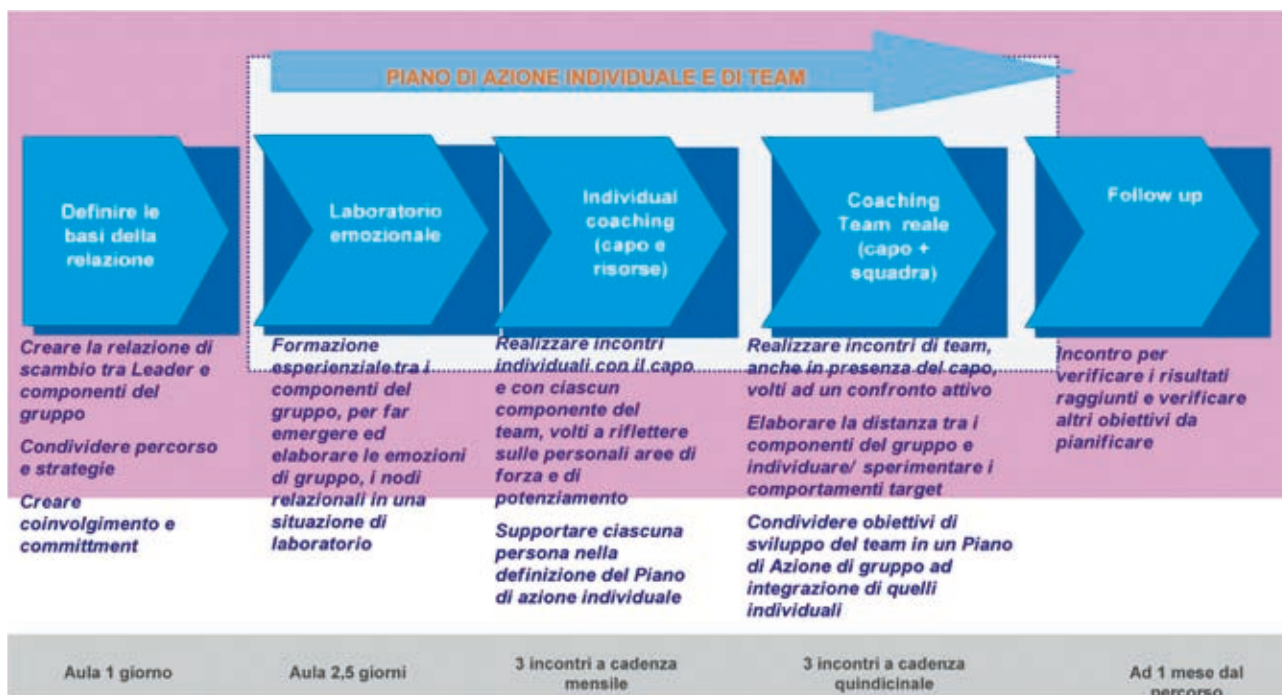 PIANO DI AZIONE INDIVIDUALE E DI TEAM
Definire le
basi della
relazione
Laboratorio
emozionale
Individual
coaching
(capo e
risorse)
Coaching
Team reale
(capo +
squadra)
Follow up
Creare la relazione di
scambio tra Leader e
componenti del
gruppo
Condividere percorso
e strategie
Creare
coinvolgimento e
committment
Formazione
esperienziale tra i
componenti del
gruppo, per far
emergere ed
elaborare le emozioni
di gruppo, i nodi
relazionali in una
situazione di
laboratorio
Realizzare incontri
individuali con il capo
e con ciascun
componente del
team, volti a riflettere
sulle personali aree di
forza e di
potenziamento
Supportare ciascuna
persona nella
definizione del Piano
di azione individuale
Realizzare incontri di team,
anche in presenza del capo,
volti ad un confronto attivo
Elaborare la distanza tra i
componenti del gruppo e
individuare/ sperimentare i
comportamenti target
Condividere obiettivi di
sviluppo del team in un Piano
di Azione di gruppo ad
integrazione di quelli
individuali
Incontro per
verificare i risultati
raggiunti e verificare
altri obiettivi da
pianificare
Aula 1 giorno
Aula 2,5 giorni
3 incontri a cadenza
mensile
3 incontri a cadenza
quindicinale
Ad 1 mese dal
percorso